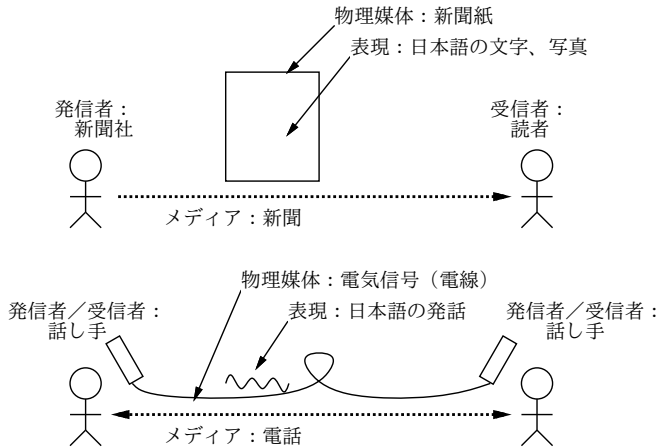 物理媒体：新聞紙
表現：日本語の文字、写真
発信者：
新聞社
受信者：
読者
メディア：新聞
物理媒体：電気信号（電線）
発信者／受信者：
話し手
表現：日本語の発話
発信者／受信者：
話し手
メディア：電話